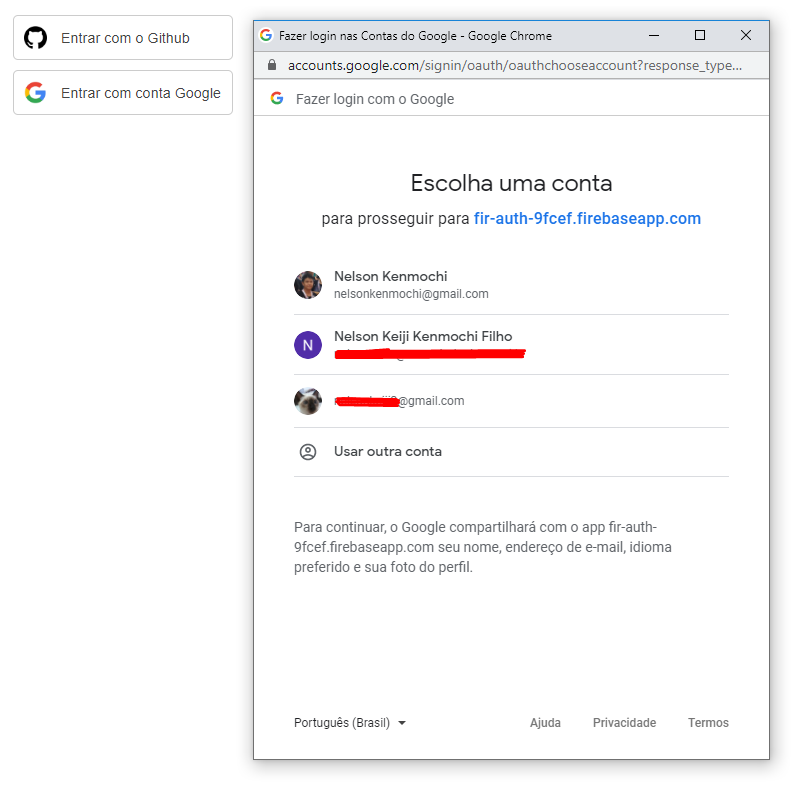 Entrar com o Github
Entrar com conta Google
Fazer login nas Contas do Google - Google Chrome
accounts.google.com/signin/oauth/oauthchooseaccount?response_type...
Fazer login com o Google
Escolha uma conta
para prosseguir para fir-auth-9fcef.firebaseapp.com
Nelson Kenmochi
nelsonkenmochi@gmail.com
N
Nelson Keiji Kenmochi Filho
@gmail.com
Usar outra conta
Para continuar, o Google compartilhará com o app fir-auth-
9fcef.firebaseapp.com seu nome, endereço de e-mail, idioma
preferido e sua foto do perfil.
Português (Brasil)
Ajuda
Privacidade
Termos